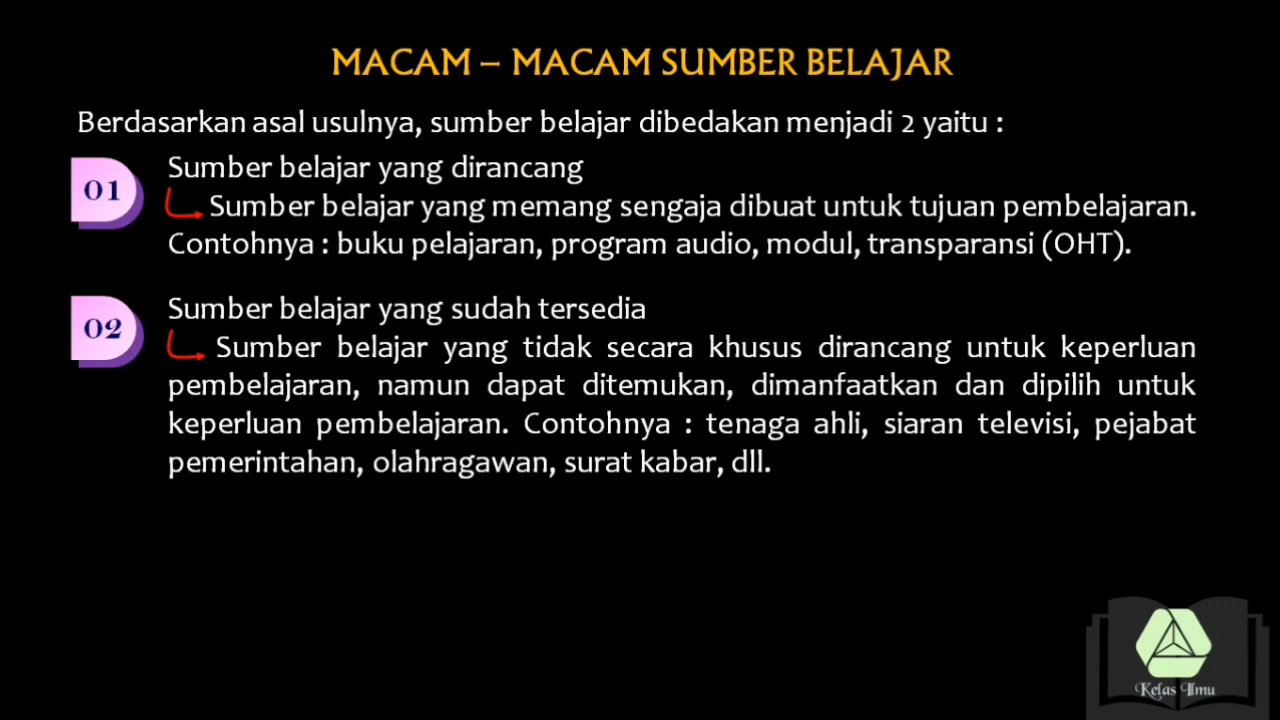 MACAM – MACAM SUMBER BELAJAR
Berdasarkan asal usulnya, sumber belajar dibedakan menjadi 2 yaitu :
01
Sumber belajar yang dirancang
Sumber belajar yang memang sengaja dibuat untuk tujuan pembelajaran.
Contohnya : buku pelajaran, program audio, modul, transparansi (OHT).
02
Sumber belajar yang sudah tersedia
Sumber belajar yang tidak secara khusus dirancang untuk keperluan
pembelajaran, namun dapat ditemukan, dimanfaatkan dan dipilih untuk
keperluan pembelajaran. Contohnya : tenaga ahli, siaran televisi, pejabat
pemerintahan, olahragawan, surat kabar, dll.
Kelas Ilmu